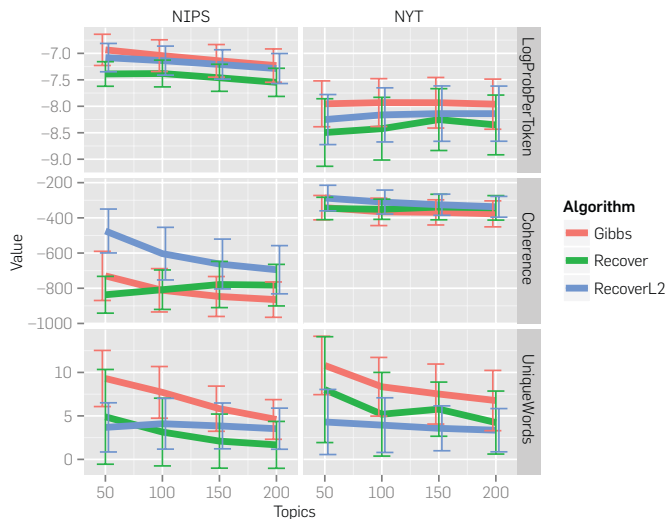 NIPS NYT
−7.0
−7.5
−8.0
−8.5
−9.0
LogProbPerToken
−200
−400
−600
−800
−1000
Coherence
10
5
0
UniqueWords
Value
50 100 150 200 50 100 150 200
Topics
Algorithm
Gibbs
Recover
RecoverL2